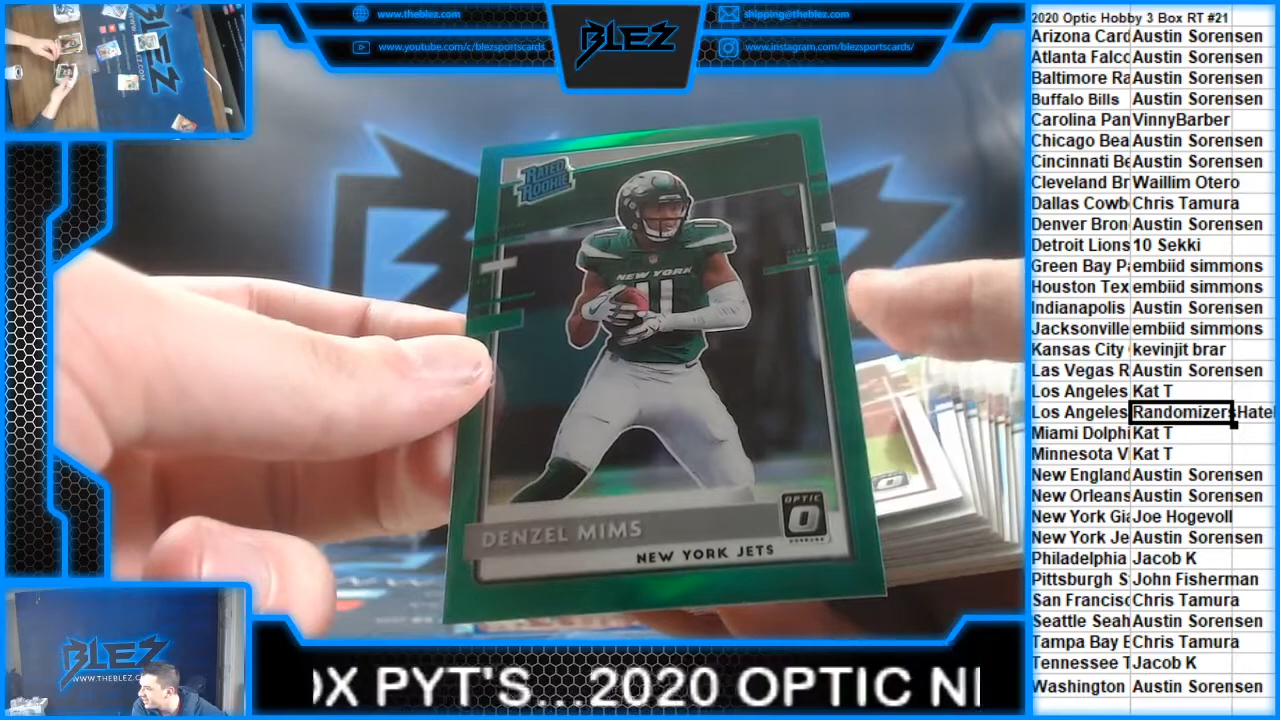 www.theblez.com
www.youtube.com/c/blezsportscards
BLEZ
shipping@theblez.com
www.instagram.com/blezsportscards/
2020 Optic Hobby 3 Box RT #21
Arizona Card Austin Sorensen
Atlanta Falco Austin Sorensen
Baltimore Ra Austin Sorensen
Buffalo Bills Austin Sorensen
Carolina Pan VinnyBarber
Chicago Bea Austin Sorensen
Cincinnati Be Austin Sorensen
Cleveland Br Waillim Otero
Dallas Cowb Chris Tamura
Denver Bron Austin Sorensen
Detroit Lions 10 Sekki
Green Bay P embiid simmons
Houston Tex embiid simmons
Indianapolis Austin Sorensen
Jacksonville embiid simmons
Kansas City kevinjit brar
Las Vegas R Austin Sorensen
Los Angeles Kat T
Los Angeles RandomizersHate
Miami Dolphi Kat T
Minnesota V Kat T
New England Austin Sorensen
New Orleans Austin Sorensen
New York Gia Joe Hogevoll
New York Je Austin Sorensen
Philadelphia Jacob K
Pittsburgh S John Fisherman
San Francisc Chris Tamura
Seattle Seah Austin Sorensen
Tampa Bay B Chris Tamura
Tennessee T Jacob K
Washington Austin Sorensen
RATED
ROOKIE
NEW YORK
11
OPTIC
O
DONRUSS
DENZEL MIMS
NEW YORK JETS
BLEZ
WWW.THEBLEZ.COM
OX PYT'S...2020 OPTIC N